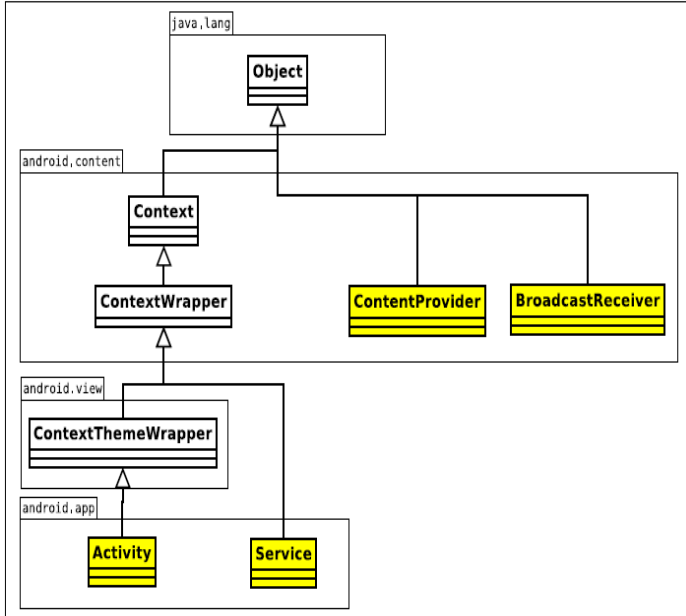 java,lang
Object
android,content
Context
ContextWrapper
ContentProvider
BroadcastReceiver
android.view
ContextThemeWrapper
android,app
Activity
Service